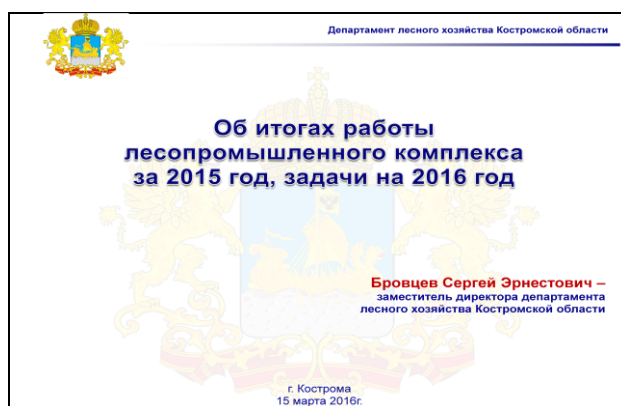 Департамент лесного хозяйства Костромской области
Об итогах работы
лесопромышленного комплекса
за 2015 год, задачи на 2016 год
Бровцев Сергей Эрнестович –
заместитель директора департамента
лесного хозяйства Костромской области
г. Кострома
15 марта 2016г.